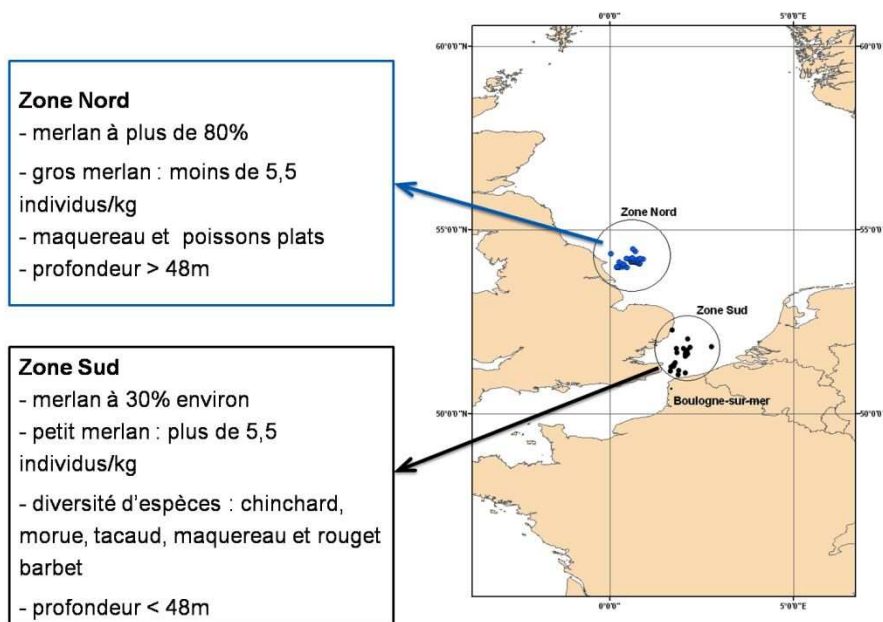 Zone Nord
- merlan à plus de 80%
- gros merlan : moins de 5,5
individus/kg
- maquereau et poissons plats
- profondeur > 48m
Zone Sud
- merlan à 30% environ
- petit merlan : plus de 5,5
individus/kg
- diversité d'espèces : chinchard,
morue, tacaud, maquereau et rouget
barbet
- profondeur < 48m
0°0'0"
5°0'0"E
60°0'0"N
60°0'0"N
Zone Nord
55°0'0"N
55°0'0"N
Zone Sud
Boulogne-sur-mer
50°0'0"N
50°0'0"N
0°0'0"
5°0'0"E